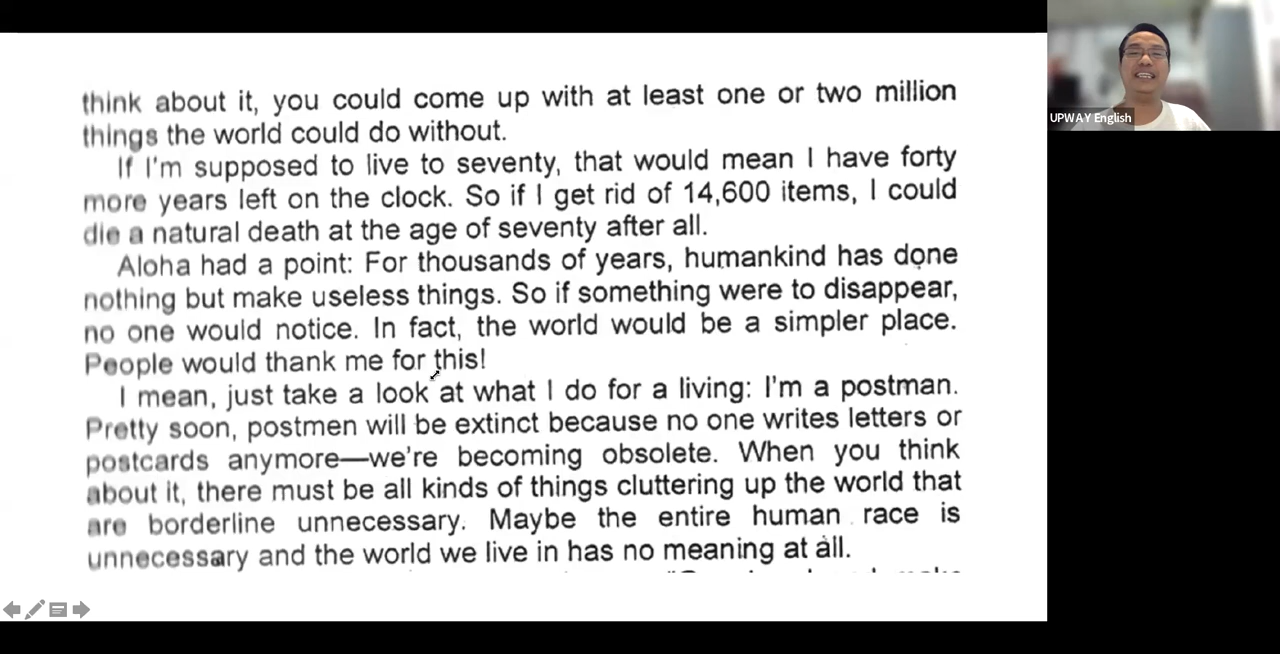 think about it, you could come up with at least one or two million
things the world could do without.
If I'm supposed to live to seventy, that would mean I have forty
more years left on the clock. So if I get rid of 14,600 items, I could
die a natural death at the age of seventy after all.
Aloha had a point: For thousands of years, humankind has done
nothing but make useless things. So if something were to disappear,
no one would notice. In fact, the world would be a simpler place.
People would thank me for this!
I mean, just take a look at what I do for a living: I'm a postman.
Pretty soon, postmen will be extinct because no one writes letters or
postcards anymore—we're becoming obsolete. When you think
about it, there must be all kinds of things cluttering up the world that
are borderline unnecessary. Maybe the entire human race is
unnecessary and the world we live in has no meaning at all.
UPWAY English